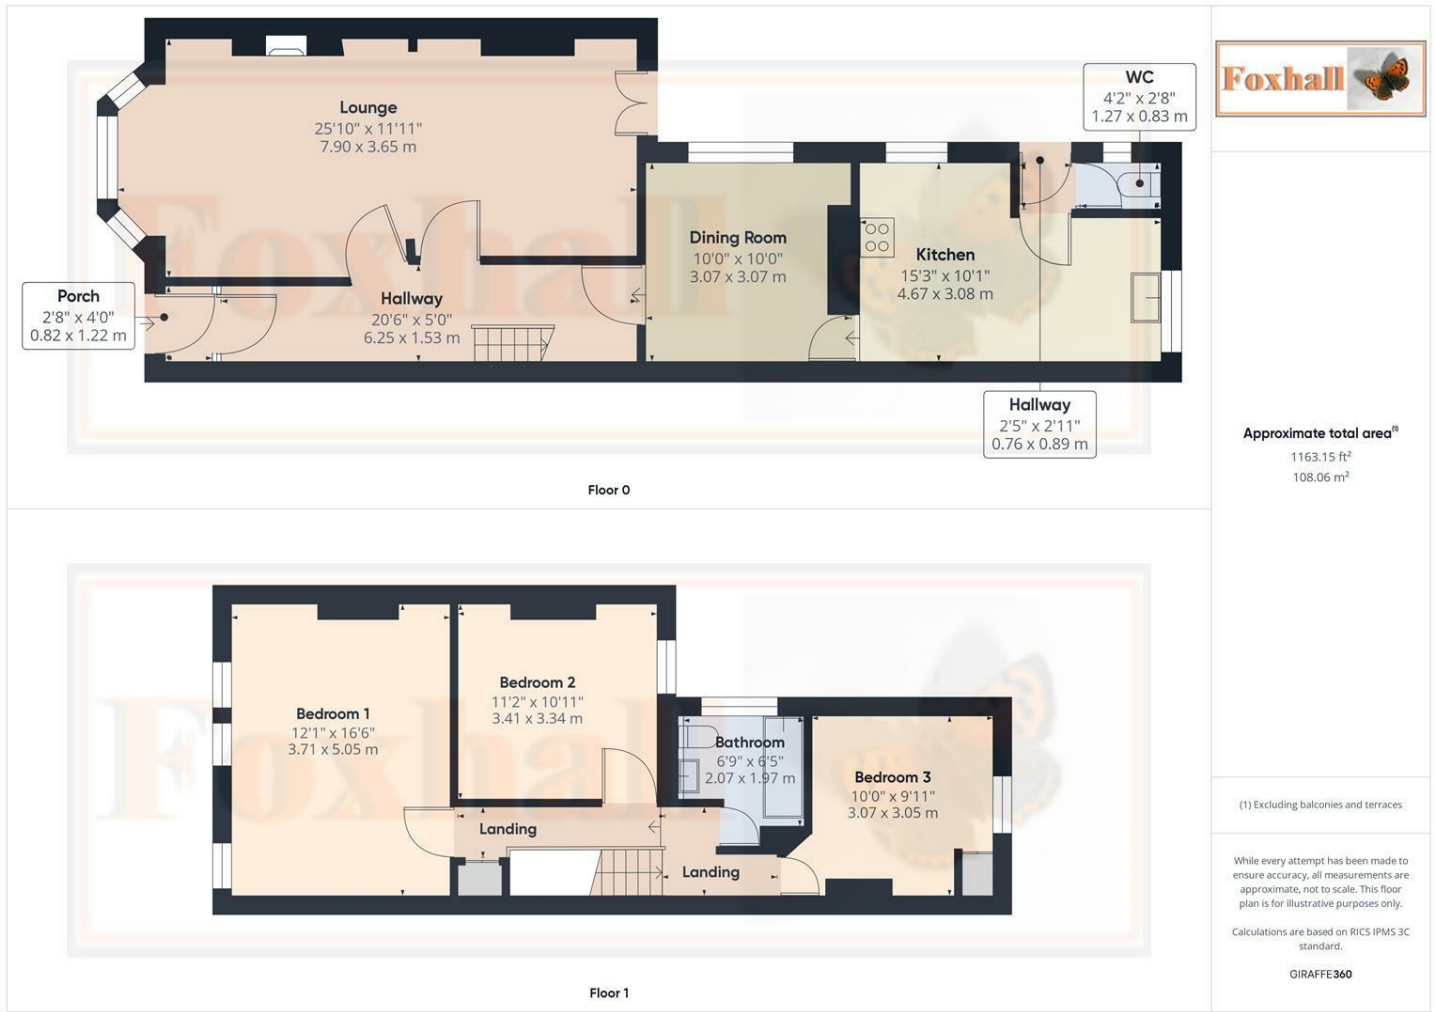 Lounge
25'10" x 11'11"
7.90 x 3.65 m
WC
4'2" x 2'8"
1.27 x 0.83 m
Dining Room
10'0" x 10'0"
3.07 x 3.07 m
Kitchen
15'3" x 10'1"
4.67 x 3.08 m
Porch
2'8" x 4'0"
0.82 x 1.22 m
Hallway
20'6" x 5'0"
6.25 x 1.53 m
Hallway
2'5" x 2'11"
0.76 x 0.89 m
Foxhall
Floor 0
Bedroom 1
12'1" x 16'6"
3.71 x 5.05 m
Bedroom 2
11'2" x 10'11"
3.41 x 3.34 m
Bathroom
6'9" x 6'5"
2.07 x 1.97 m
Bedroom 3
10'0" x 9'11"
3.07 x 3.05 m
Landing
Landing
Foxhall
Floor 1
Foxhall
Approximate total area(1)
1163.15 ft²
108.06 m²
(1) Excluding balconies and terraces
While every attempt has been made to
ensure accuracy, all measurements are
approximate, not to scale. This floor
plan is for illustrative purposes only.
Calculations are based on RICS IPMS 3C
standard.
GIRAFFE360